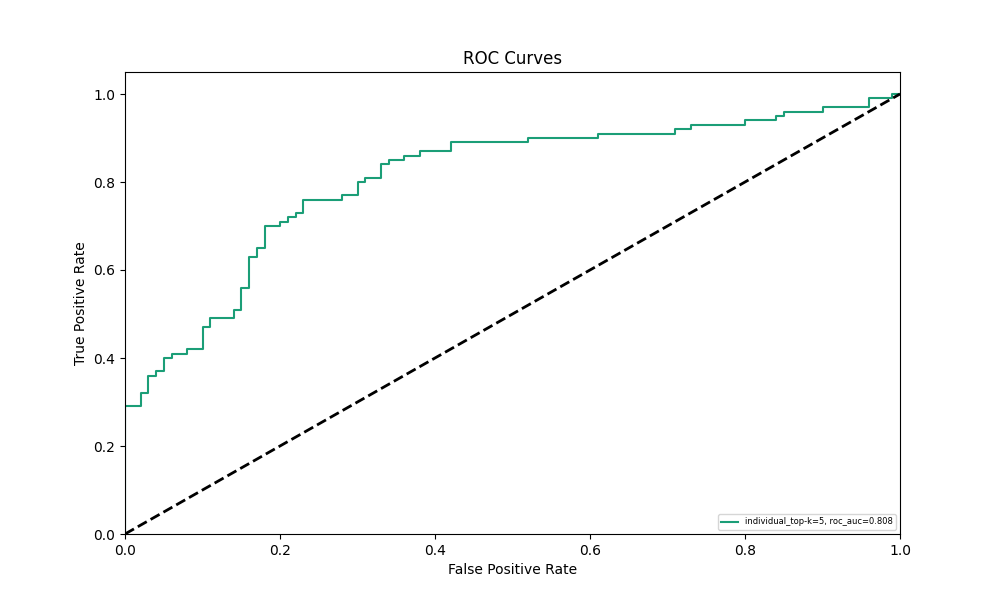 ROC Curves
True Positive Rate
1.0
0.8
0.6
0.4
0.2
0.0
individual_top-k=5, roc_auc=0.808
0.0 0.2 0.4 0.6 0.8 1.0
False Positive Rate